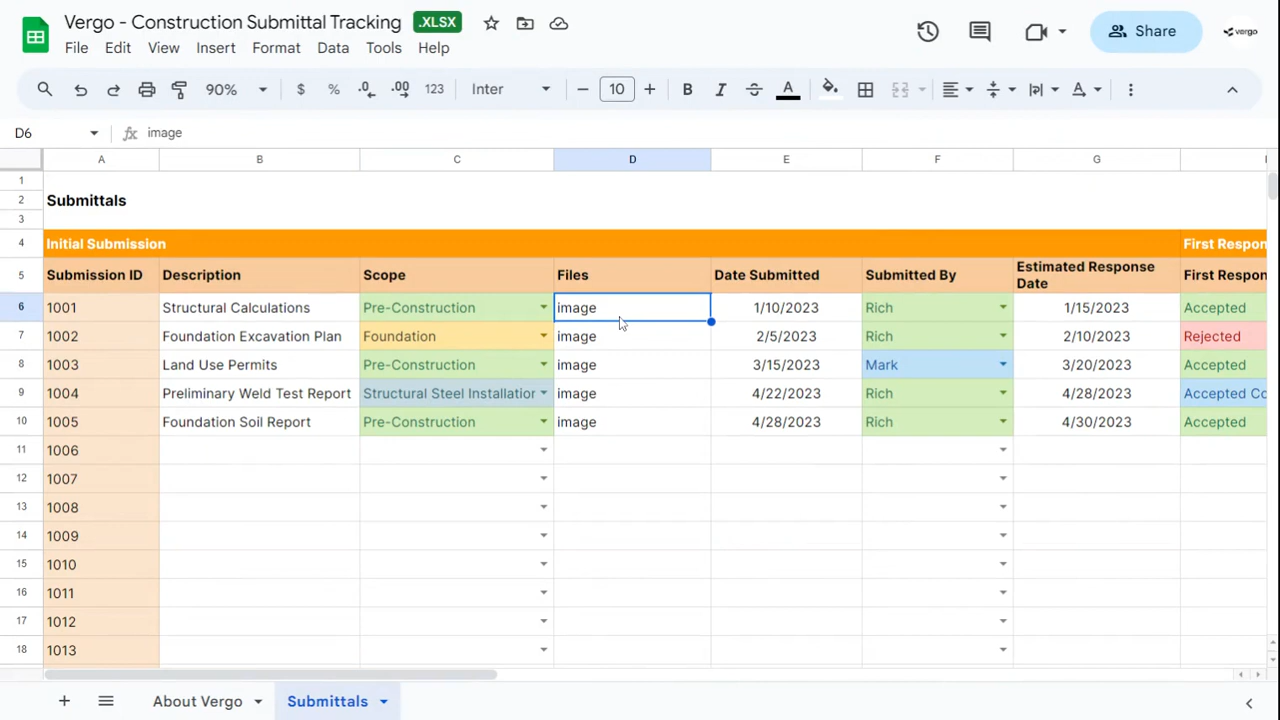 Vergo - Construction Submittal Tracking .XLSX
File Edit View Insert Format Data Tools Help
Share
vergo
90% $ % .0 .00 123 Inter 10 B I A
D6 fx image
A B C D E F G
1
2 Submittals
3
4 Initial Submission First Respon
5 Submission ID Description Scope Files Date Submitted Submitted By Estimated Response Date First Respon
6 1001 Structural Calculations Pre-Construction image 1/10/2023 Rich 1/15/2023 Accepted
7 1002 Foundation Excavation Plan Foundation image 2/5/2023 Rich 2/10/2023 Rejected
8 1003 Land Use Permits Pre-Construction image 3/15/2023 Mark 3/20/2023 Accepted
9 1004 Preliminary Weld Test Report Structural Steel Installation image 4/22/2023 Rich 4/28/2023 Accepted Co
10 1005 Foundation Soil Report Pre-Construction image 4/28/2023 Rich 4/30/2023 Accepted
11 1006
12 1007
13 1008
14 1009
15 1010
16 1011
17 1012
18 1013
About Vergo Submittals